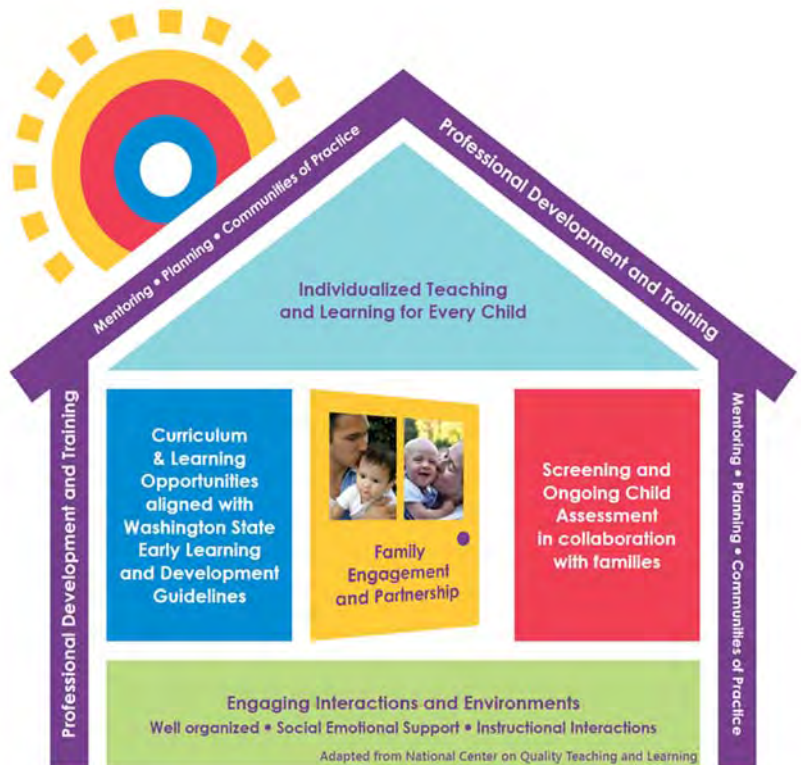 Mentoring • Planning • Communities of Practice
Professional Development and Training
Individualized Teaching
and Learning for Every Child
Professional Development and Training
Curriculum
& Learning
Opportunities
aligned with
Washington State
Early Learning
and Development
Guidelines
Family
Engagement
and Partnership
Screening and
Ongoing Child
Assessment
in collaboration
with families
Mentoring • Planning • Communities of Practice
Engaging Interactions and Environments
Well organized • Social Emotional Support • Instructional Interactions
Adapted from National Center on Quality Teaching and Learning